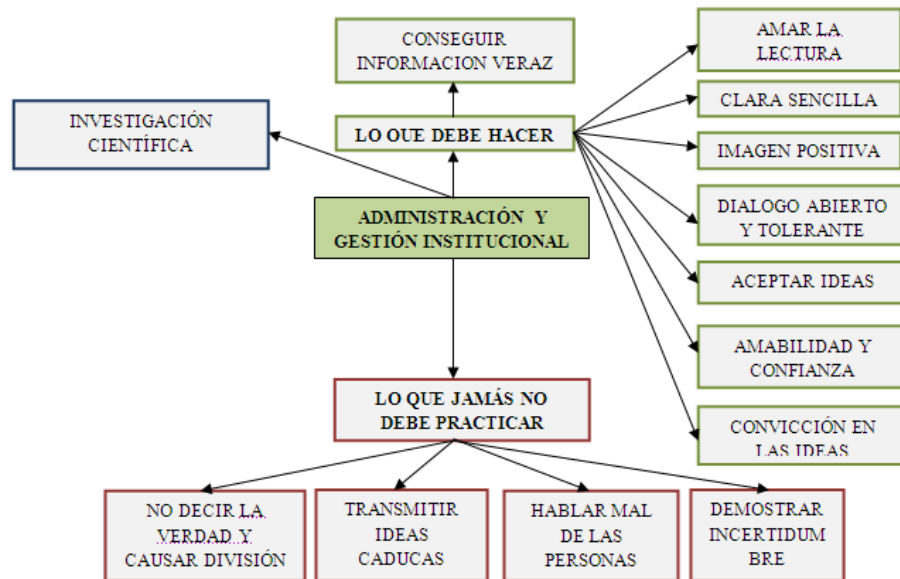 CONSEGUIR
INFORMACION VERAZ
AMAR LA
LECTURA
INVESTIGACIÓN
CIENTÍFICA
LO QUE DEBE HACER
CLARA SENCILLA
IMAGEN POSITIVA
ADMINISTRACIÓN Y
GESTIÓN INSTITUCIONAL
DIALOGO ABIERTO
Y TOLERANTE
ACEPTAR IDEAS
AMABILIDAD Y
CONFIANZA
LO QUE JAMÁS NO
DEBE PRACTICAR
CONVICCIÓN EN
LAS IDEAS
NO DECIR LA
VERDAD Y
CAUSAR DIVISIÓN
TRANSMITIR
IDEAS
CADUCAS
HABLAR MAL
DE LAS
PERSONAS
DEMOSTRAR
INCERTIDUM
BRE